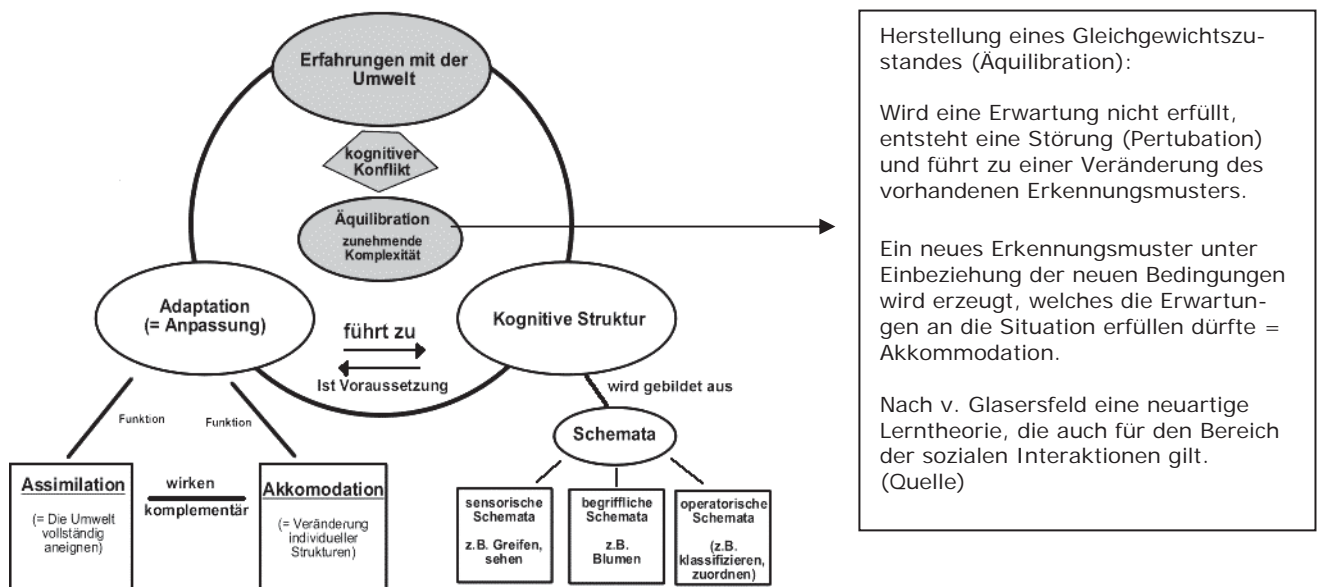 Erfahrungen mit der
Umwelt
kognitiver
Konflikt
Äquilibration
zunehmende
Komplexität
Adaptation
(= Anpassung)
führt zu
Ist Voraussetzung
Kognitive Struktur
wird gebildet aus
Funktion
Funktion
Schemata
Assimilation
(= Die Umwelt
vollständig
aneignen)
wirken
komplementär
Akkomodation
(= Veränderung
individueller
Strukturen)
sensorische
Schemata
z.B. Greifen,
sehen
begriffliche
Schemata
z.B.
Blumen
operatorische
Schemata
(z.B.
klassifizieren,
zuordnen)
Herstellung eines Gleichgewichtszu-
standes (Äquilibration):
Wird eine Erwartung nicht erfüllt,
entsteht eine Störung (Pertubation)
und führt zu einer Veränderung des
vorhandenen Erkennungsmusters.
Ein neues Erkennungsmuster unter
Einbeziehung der neuen Bedingungen
wird erzeugt, welches die Erwartun-
gen an die Situation erfüllen dürfte =
Akkommodation.
Nach v. Glasersfeld eine neuartige
Lerntheorie, die auch für den Bereich
der sozialen Interaktionen gilt.
(Quelle)